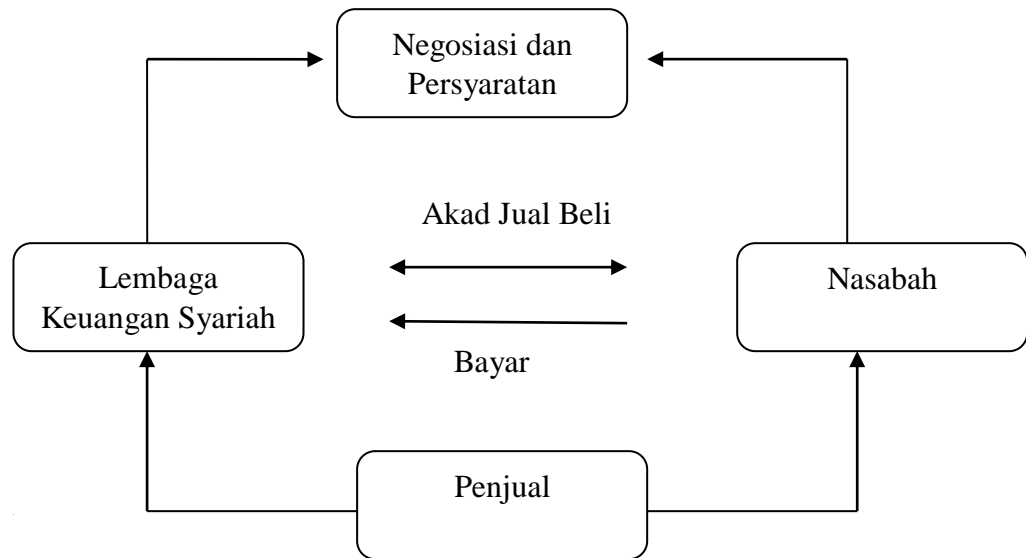 Negosiasi dan
Persyaratan
Akad Jual Beli
Lembaga
Keuangan Syariah
Nasabah
Bayar
Penjual